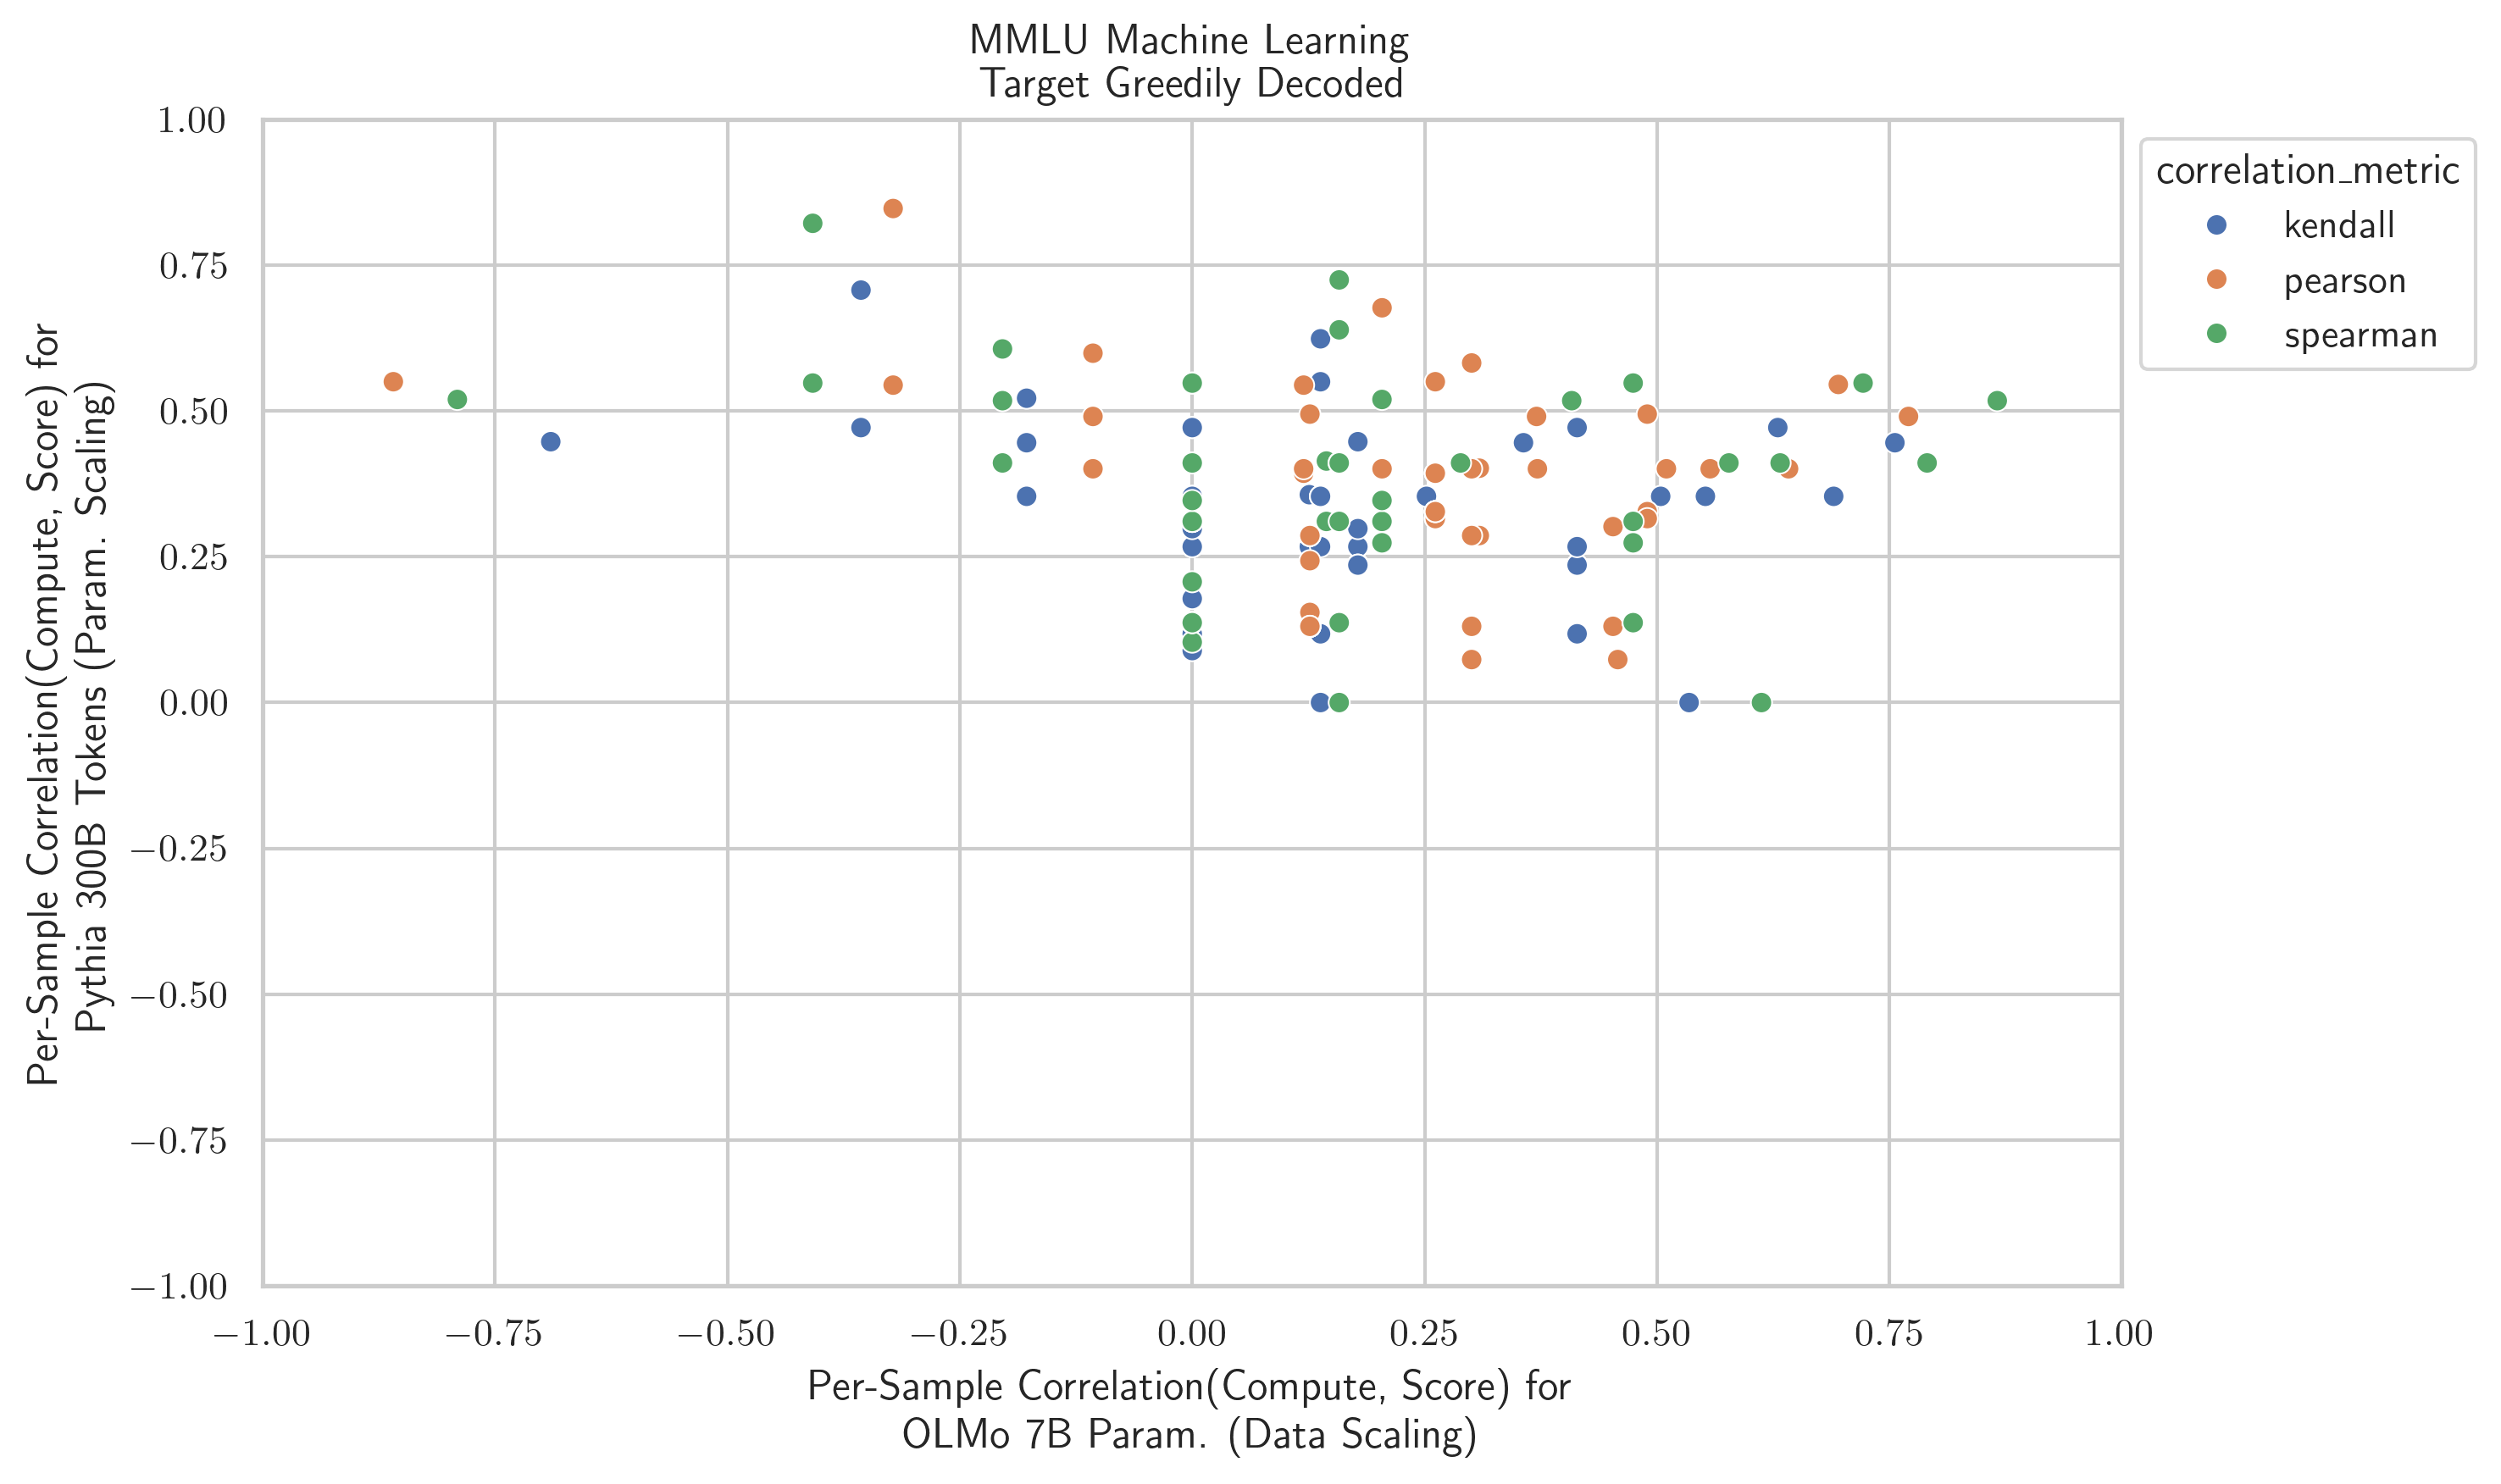 MMLU Machine Learning
Target Greedily Decoded
Per-Sample Correlation(Compute, Score) for
Pythia 300B Tokens (Param. Scaling)
1.00
0.75
0.50
0.25
0.00
−0.25
−0.50
−0.75
−1.00
−1.00 −0.75 −0.50 −0.25 0.00 0.25 0.50 0.75 1.00
Per-Sample Correlation(Compute, Score) for
OLMo 7B Param. (Data Scaling)
correlation_metric
kendall
pearson
spearman